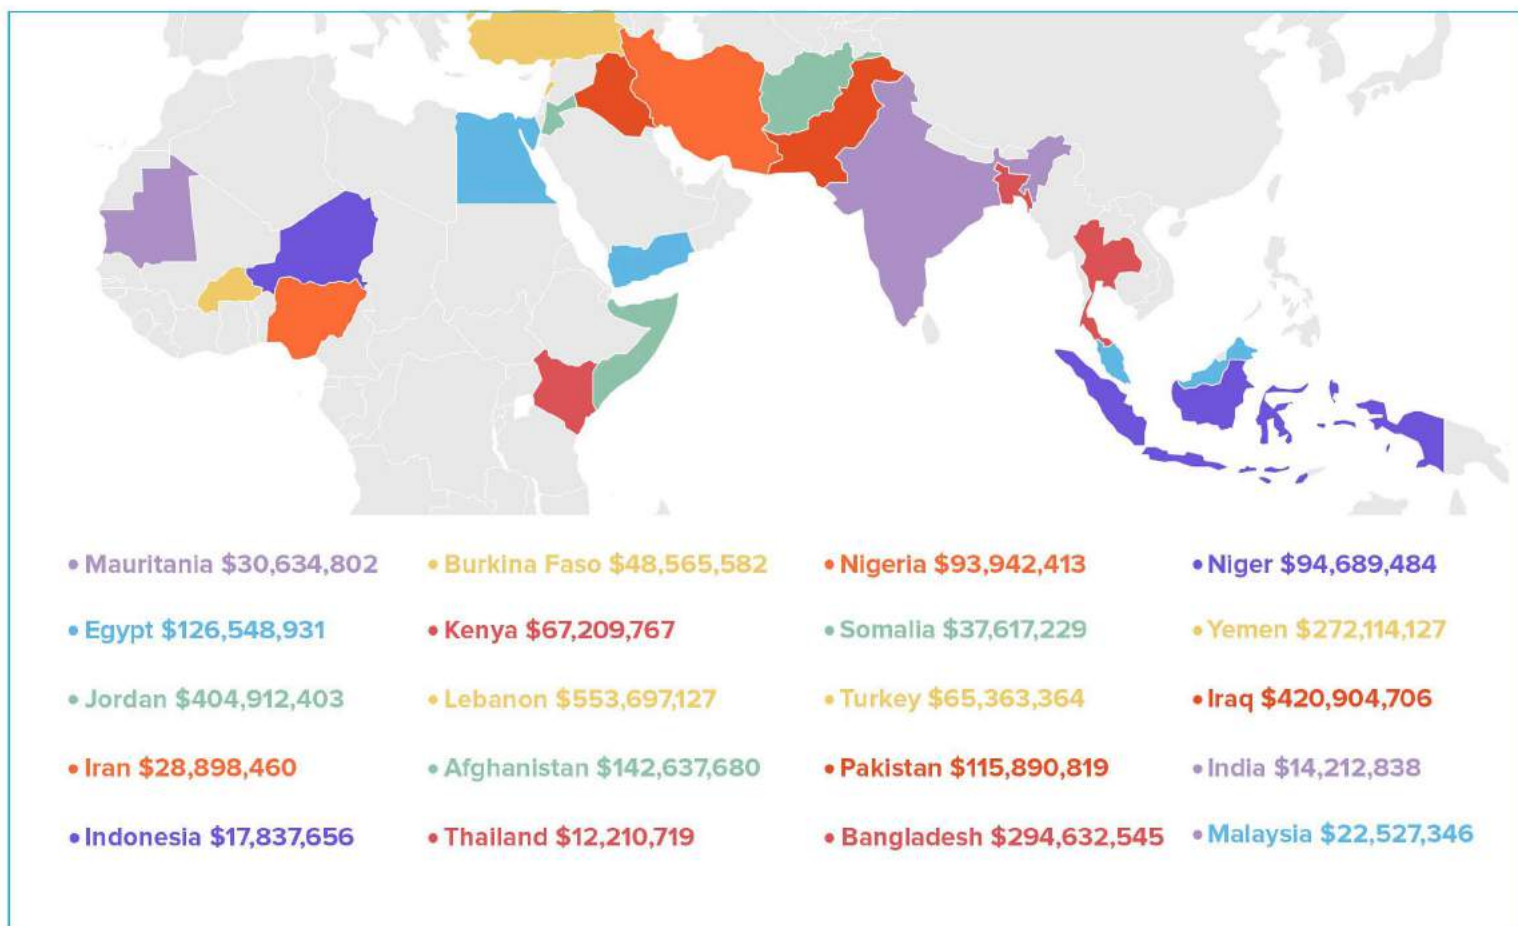 • Mauritania $30,634,802 • Burkina Faso $48,565,582 • Nigeria $93,942,413 • Niger $94,689,484
• Egypt $126,548,931 • Kenya $67,209,767 • Somalia $37,617,229 • Yemen $272,114,127
• Jordan $404,912,403 • Lebanon $553,697,127 • Turkey $65,363,364 • Iraq $420,904,706
• Iran $28,898,460 • Afghanistan $142,637,680 • Pakistan $115,890,819 • India $14,212,838
• Indonesia $17,837,656 • Thailand $12,210,719 • Bangladesh $294,632,545 • Malaysia $22,527,346